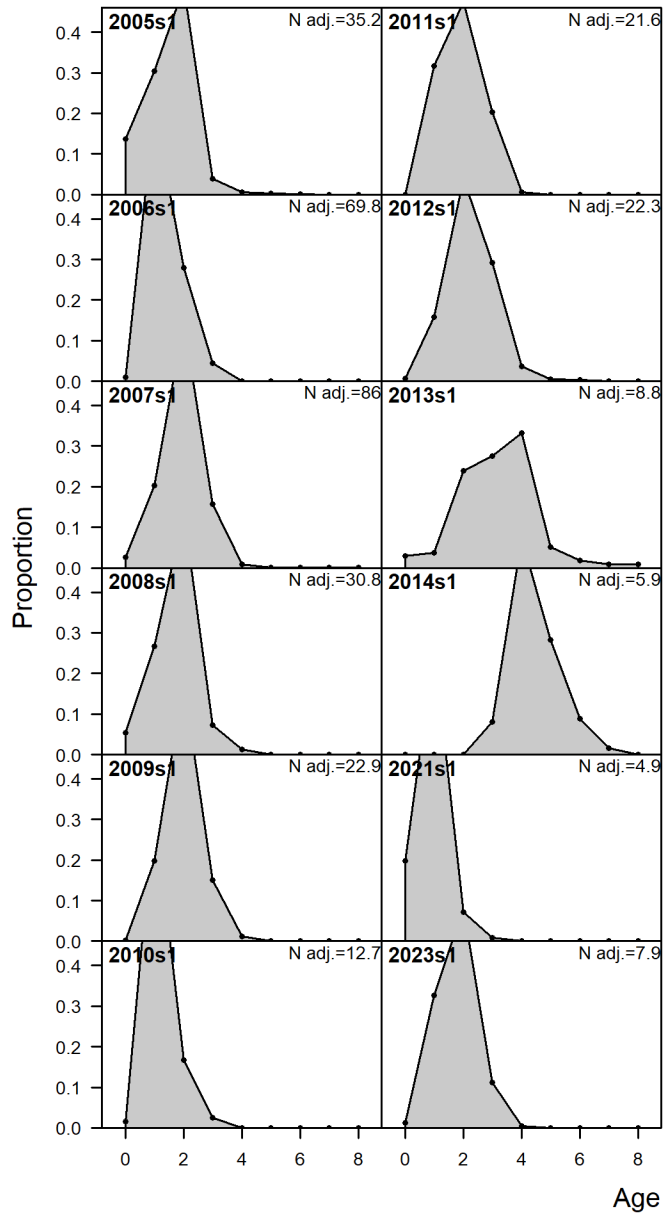 2005s1 N adj.=35.2
0.4
0.3
0.2
0.1
0.0
2006s1 N adj.=69.8
0.4
0.3
0.2
0.1
0.0
2007s1 N adj.=86
0.4
0.3
0.2
0.1
0.0
2008s1 N adj.=30.8
0.4
0.3
0.2
0.1
0.0
2009s1 N adj.=22.9
0.4
0.3
0.2
0.1
0.0
2010s1 N adj.=12.7
0.4
0.3
0.2
0.1
0.0
0 2 4 6 8
2011s1 N adj.=21.6
2012s1 N adj.=22.3
2013s1 N adj.=8.8
2014s1 N adj.=5.9
2021s1 N adj.=4.9
2023s1 N adj.=7.9
0 2 4 6 8
Proportion
Age